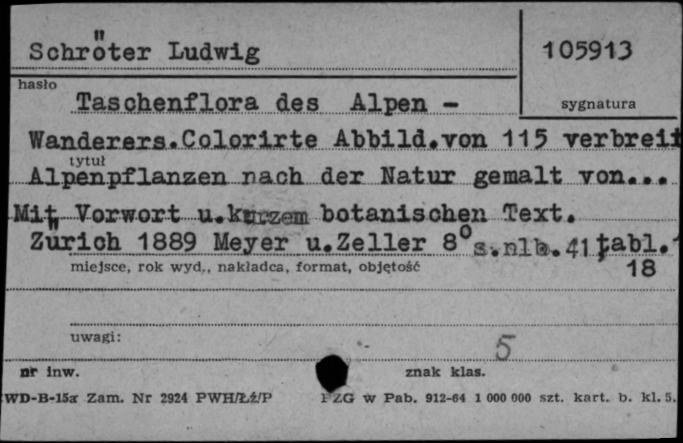 Schröter Ludwig
105913
hasło
sygnatura
Taschenflora des Alpen -
Wanderers.Colorirte Abbild.von 115 verbreit
tytuł
Alpenpflanzen nach der Natur gemalt von...
Mit Vorwort u.kurzem botanischen Text.
Zürich 1889 Meyer u.Zeller 8° s.nlb.41 tabl.
18
miejsce, rok wyd., nakładca, format, objętość
uwagi:
5
nr inw.
znak klas.
WD-B-15a Zam. Nr 2924 PWH/Łż/P
PZG w Pab. 912-64 1 000 000 szt. kart. b. kl. 5.